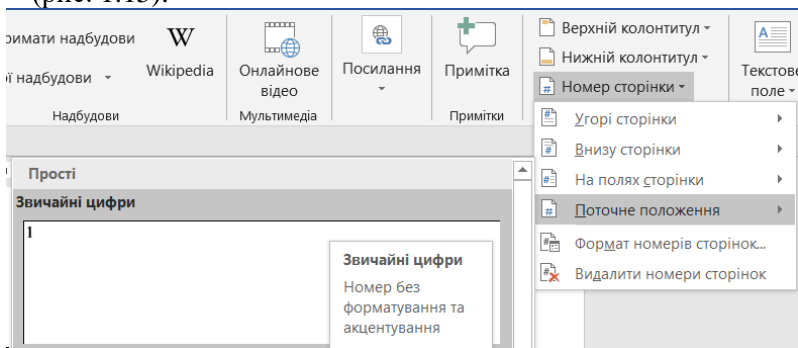 (рис. 1.15).
римати надбудови
ї надбудови
Надбудови
W
Wikipedia
Онлайнове
відео
Мультимедіа
Посилання
Примітка
Примітки
Верхній колонтитул
Нижній колонтитул
Номер сторінки
Текстове
поле
Угорі сторінки
Внизу сторінки
На полях сторінки
Поточне положення
Формат номерів сторінок...
Видалити номери сторінок
Прості
Звичайні цифри
1
Звичайні цифри
Номер без
форматування та
акцентування